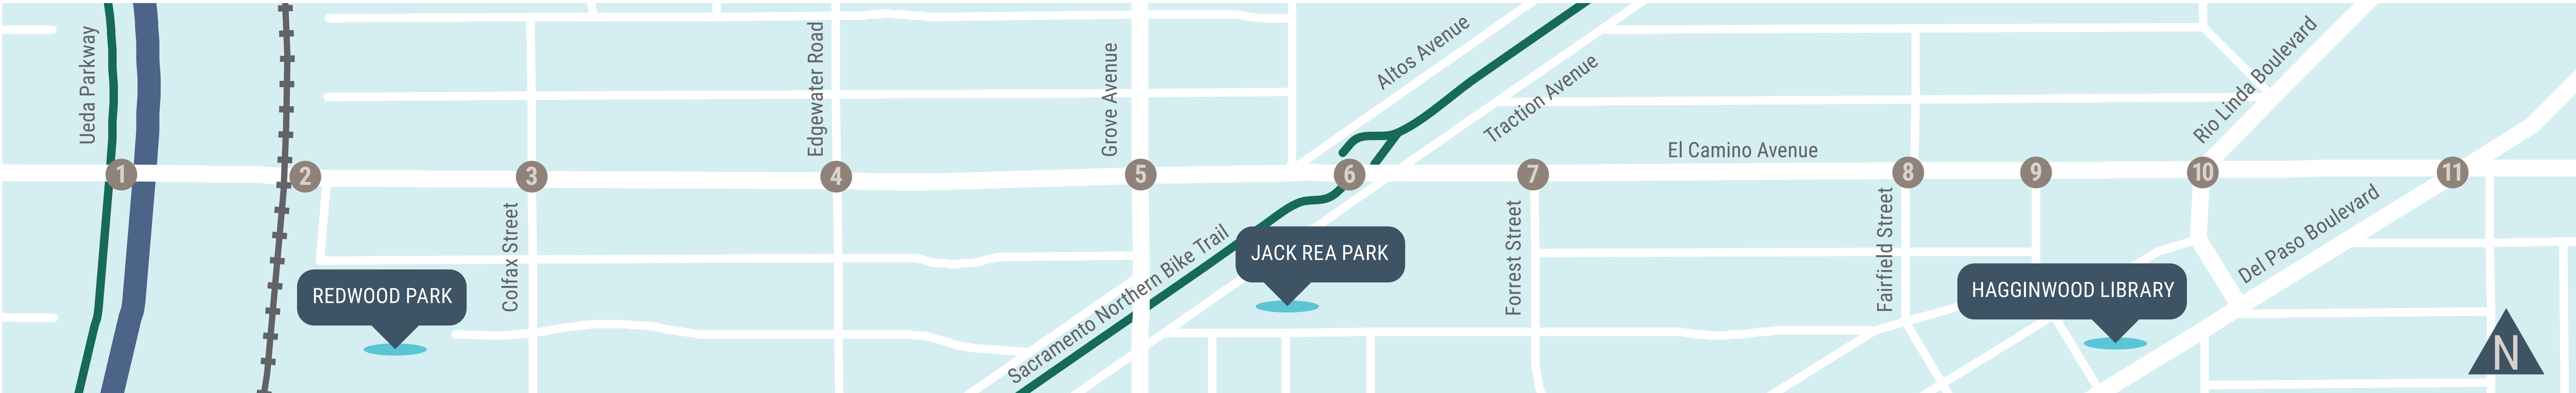 Ueda Parkway
Edgewater Road
Grove Avenue
Altos Avenue
Traction Avenue
El Camino Avenue
Rio Linda Boulevard
1
2
3
4
5
6
7
8
9
10
11
Colfax Street
Sacramento Northern Bike Trail
Forrest Street
Fairfield Street
Del Paso Boulevard
REDWOOD PARK
JACK REA PARK
HAGGINWOOD LIBRARY
N